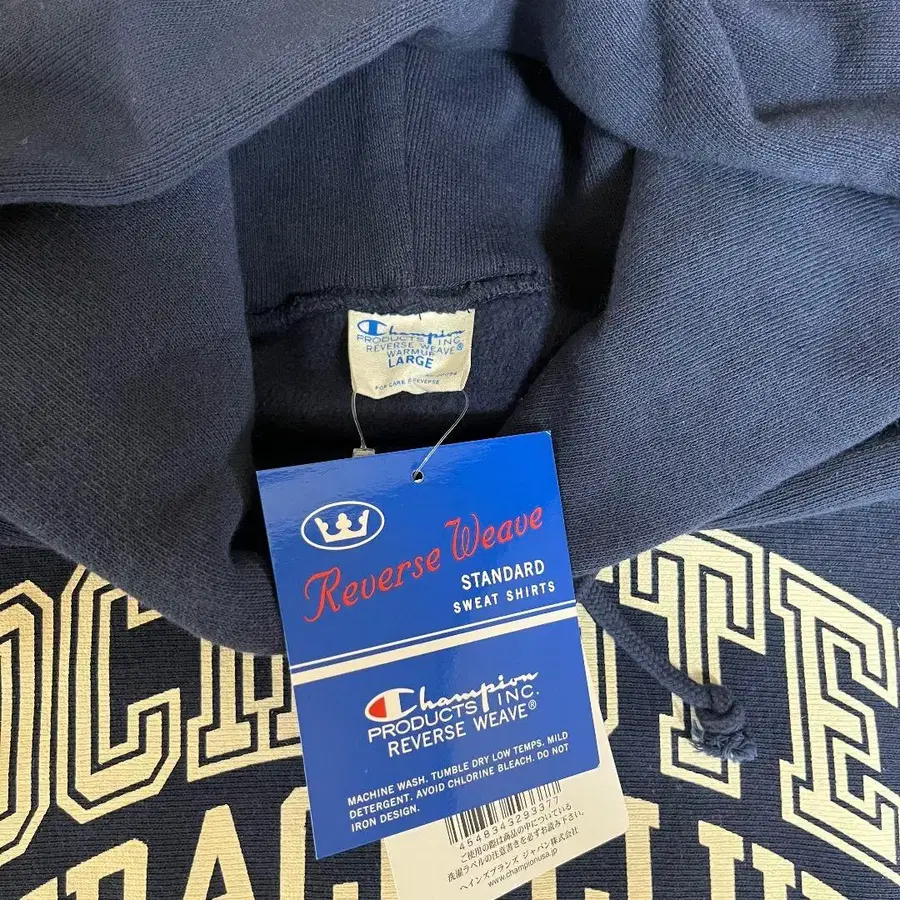 Champion
PRODUCTS INC.
REVERSE WEAVE®
WARMUP
LARGE
FOR CARE REVERSE
Reverse Weave
STANDARD
SWEAT SHIRTS
Champion
PRODUCTS INC.
REVERSE WEAVE®
MACHINE WASH. TUMBLE DRY LOW TEMPS. MILD
DETERGENT. AVOID CHLORINE BLEACH. DO NOT
IRON DESIGN.
4548343293377
ご使用の際は商品の中についている
洗濯ラベルの注意書きを必ずお読み下さい。
ヘインズブランズ ジャパン株式会社
www.championusa.jp